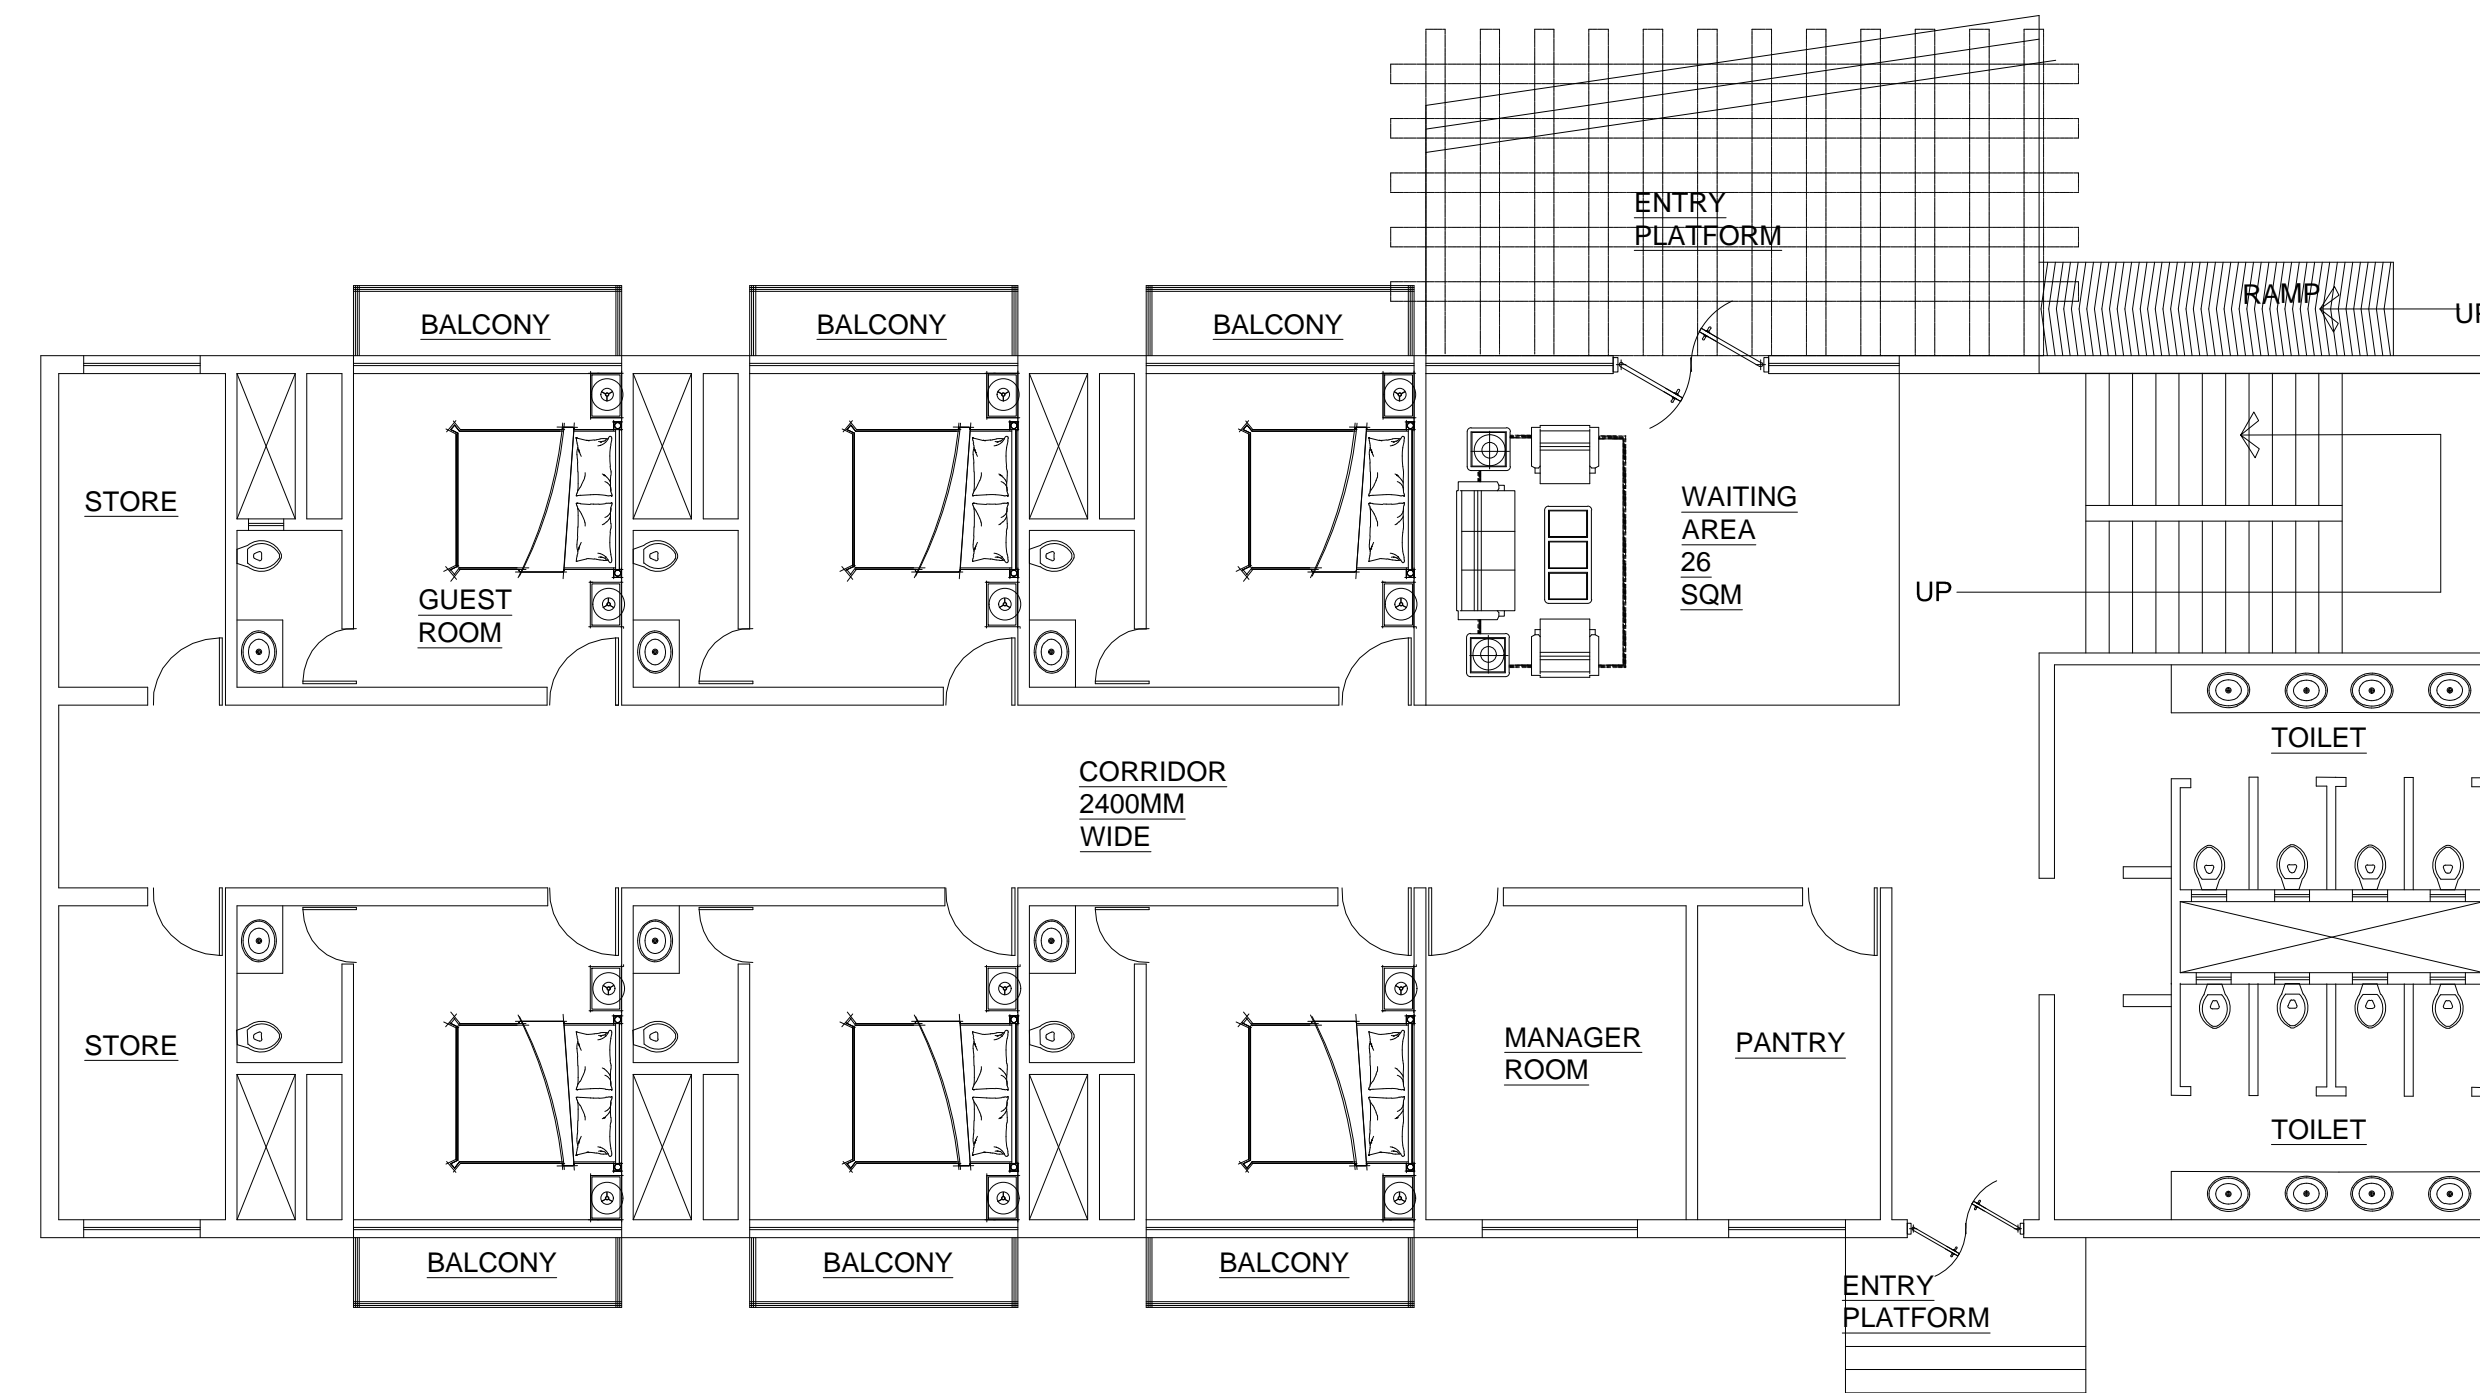 ENTRY
PLATFORM
RAMP
UP
BALCONY
BALCONY
BALCONY
STORE
GUEST
ROOM
WAITING
AREA
26
SQM
UP
TOILET
CORRIDOR
2400MM
WIDE
STORE
MANAGER
ROOM
PANTRY
TOILET
BALCONY
BALCONY
BALCONY
ENTRY
PLATFORM